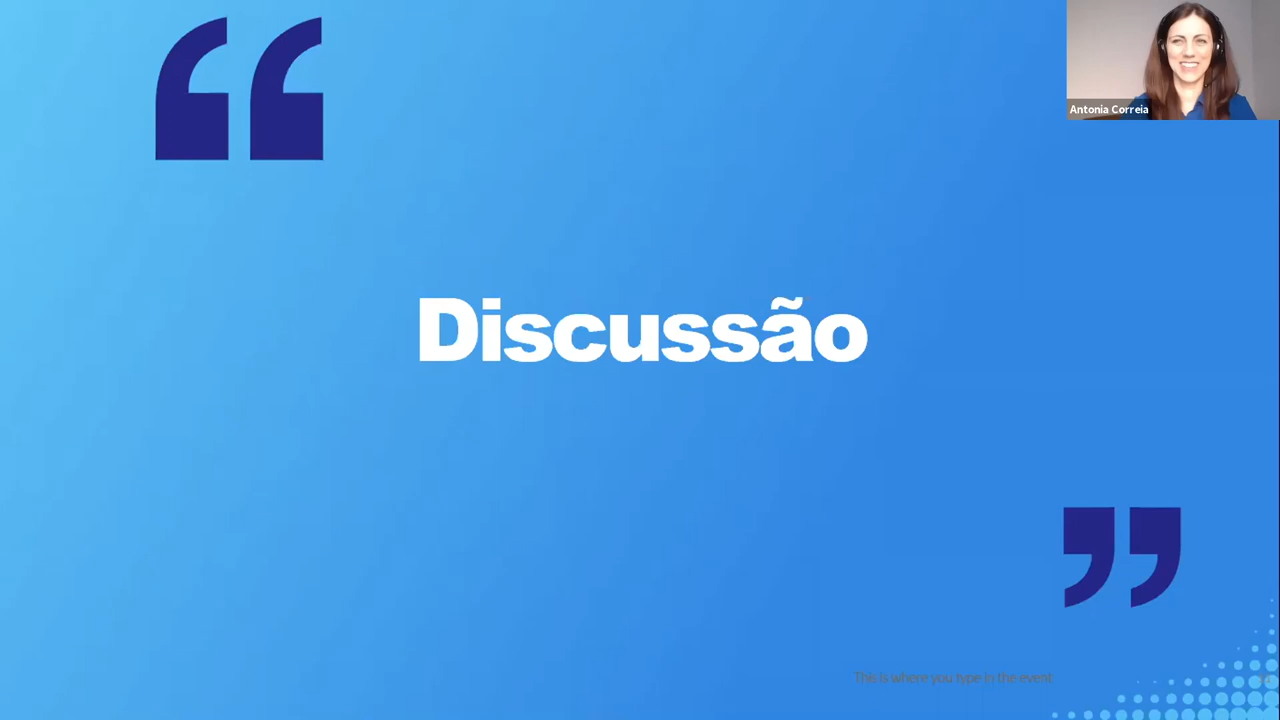 Antonia Correia
Discussão
This is where you type in the event